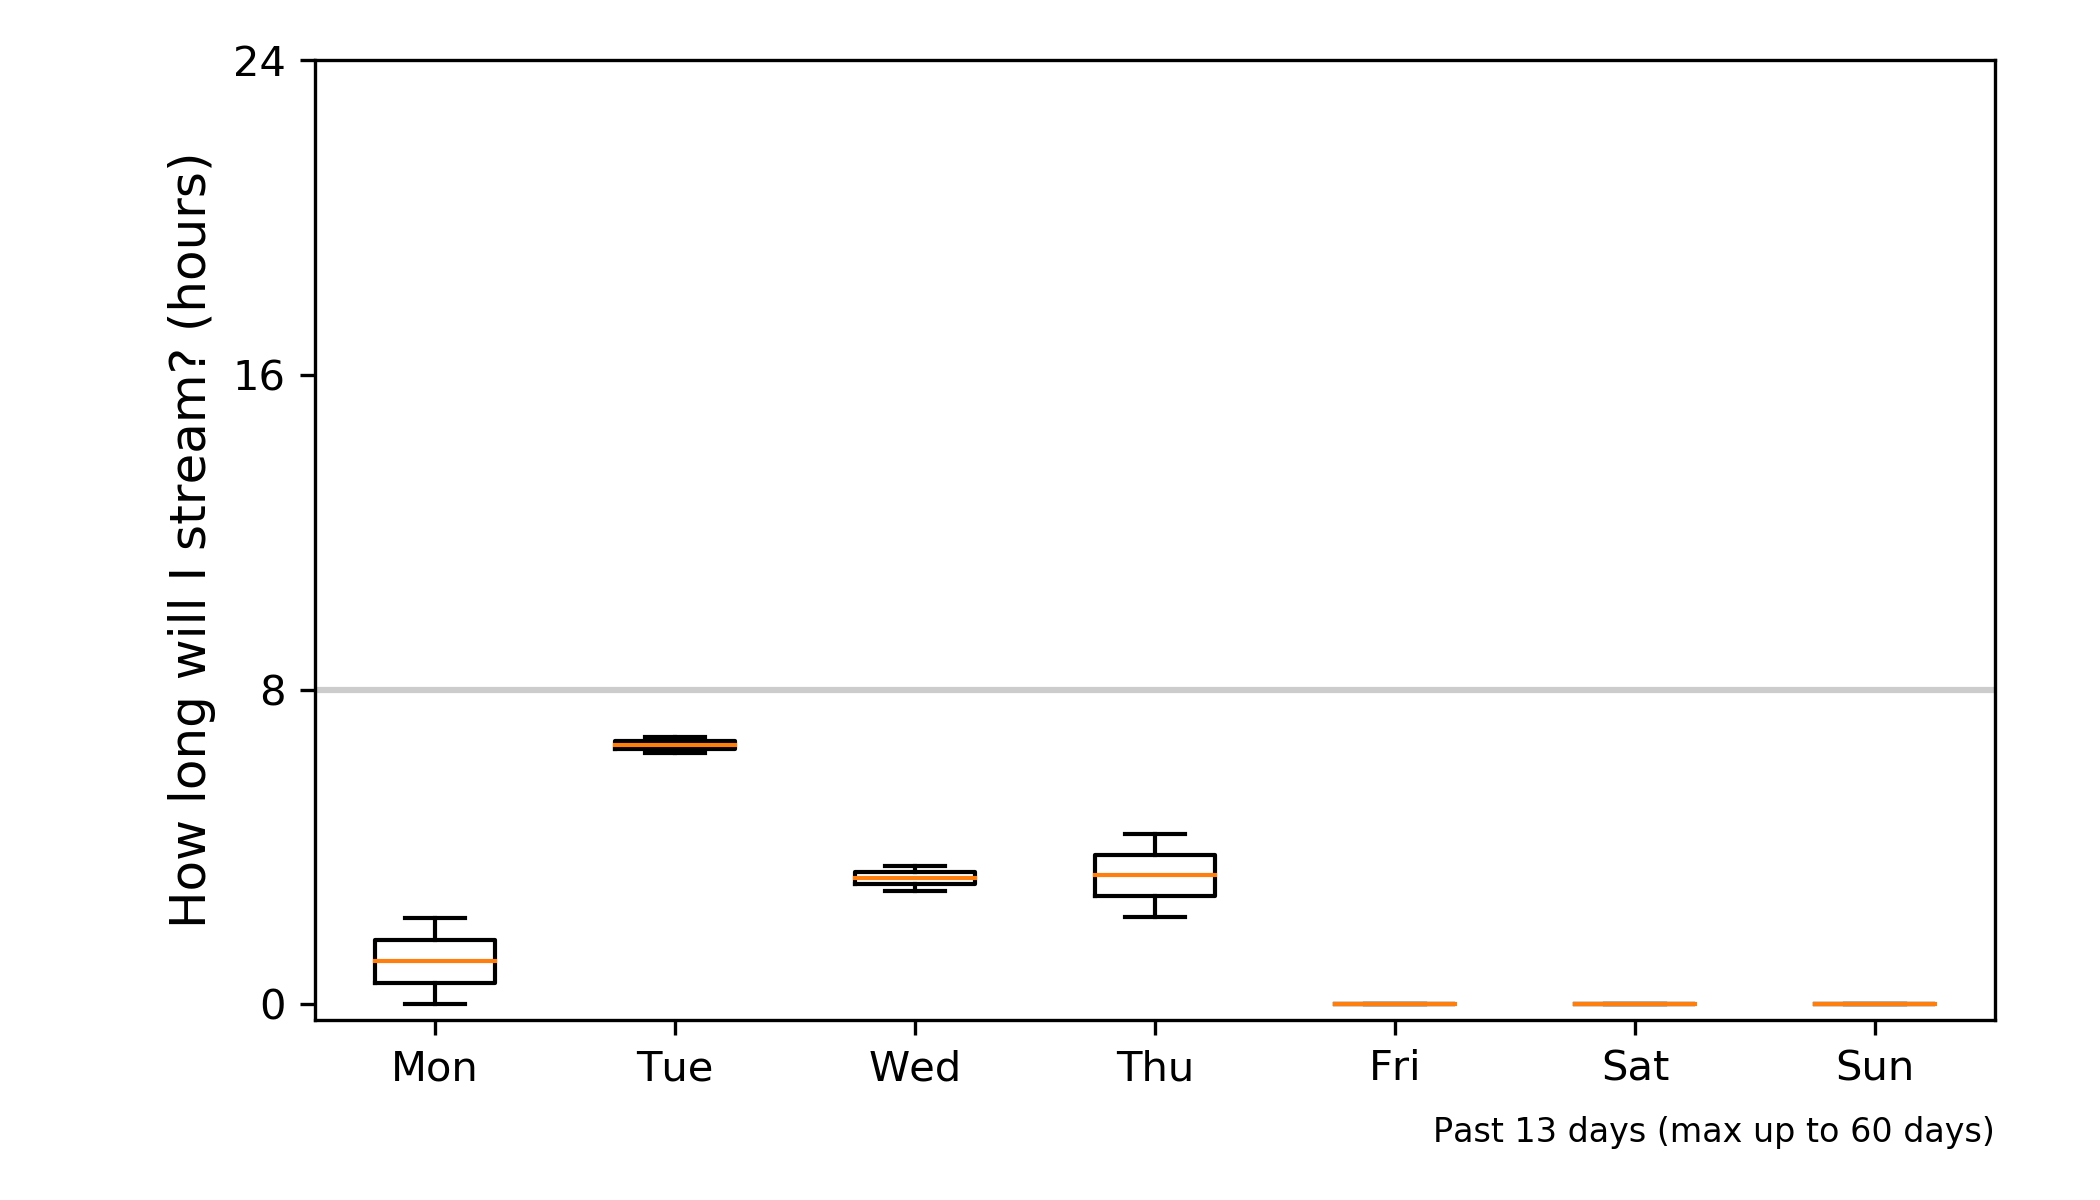 How long will I stream? (hours)
24
16
8
0
Mon Tue Wed Thu Fri Sat Sun
Past 13 days (max up to 60 days)